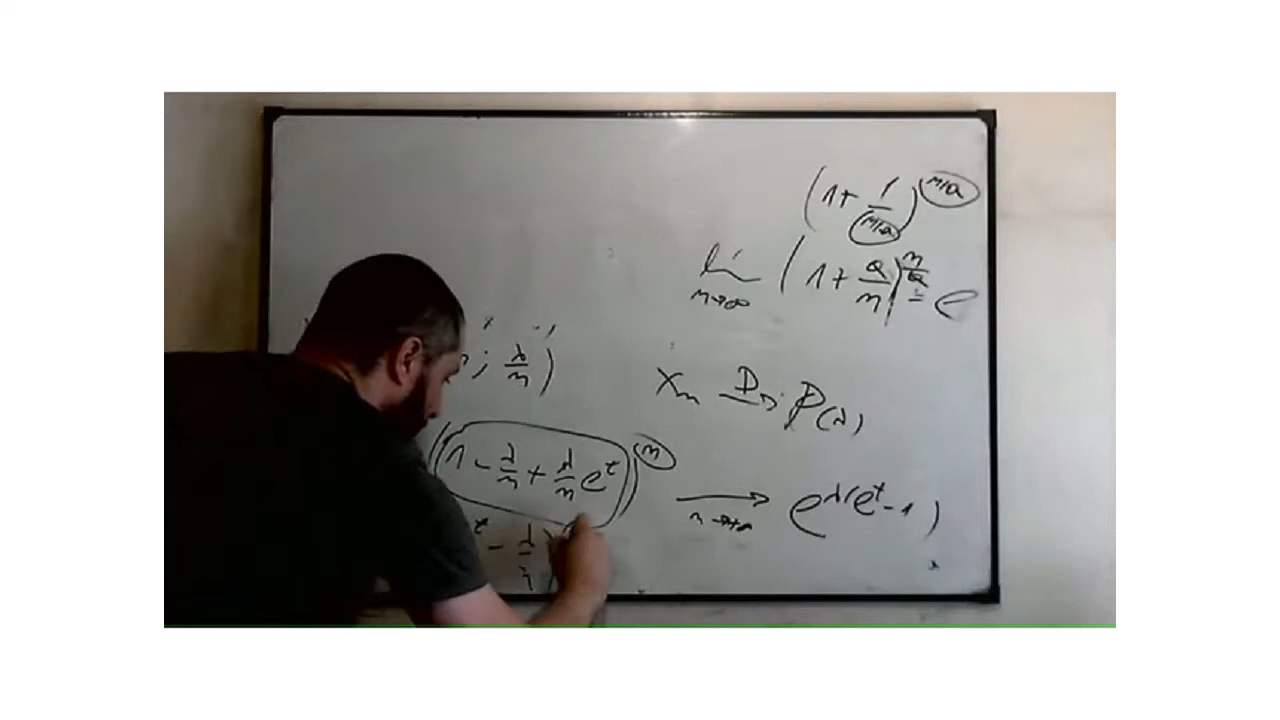 (1 + 1/(n/a))^(n/a)
lim n→∞ (1 + a/n)^(n/a) = e
; λ/n)
Xn D→ P(λ)
(1 - λ/n + λ/n e^t)^n → n→+∞ e^λ(e^t - 1)
t - λ/n)